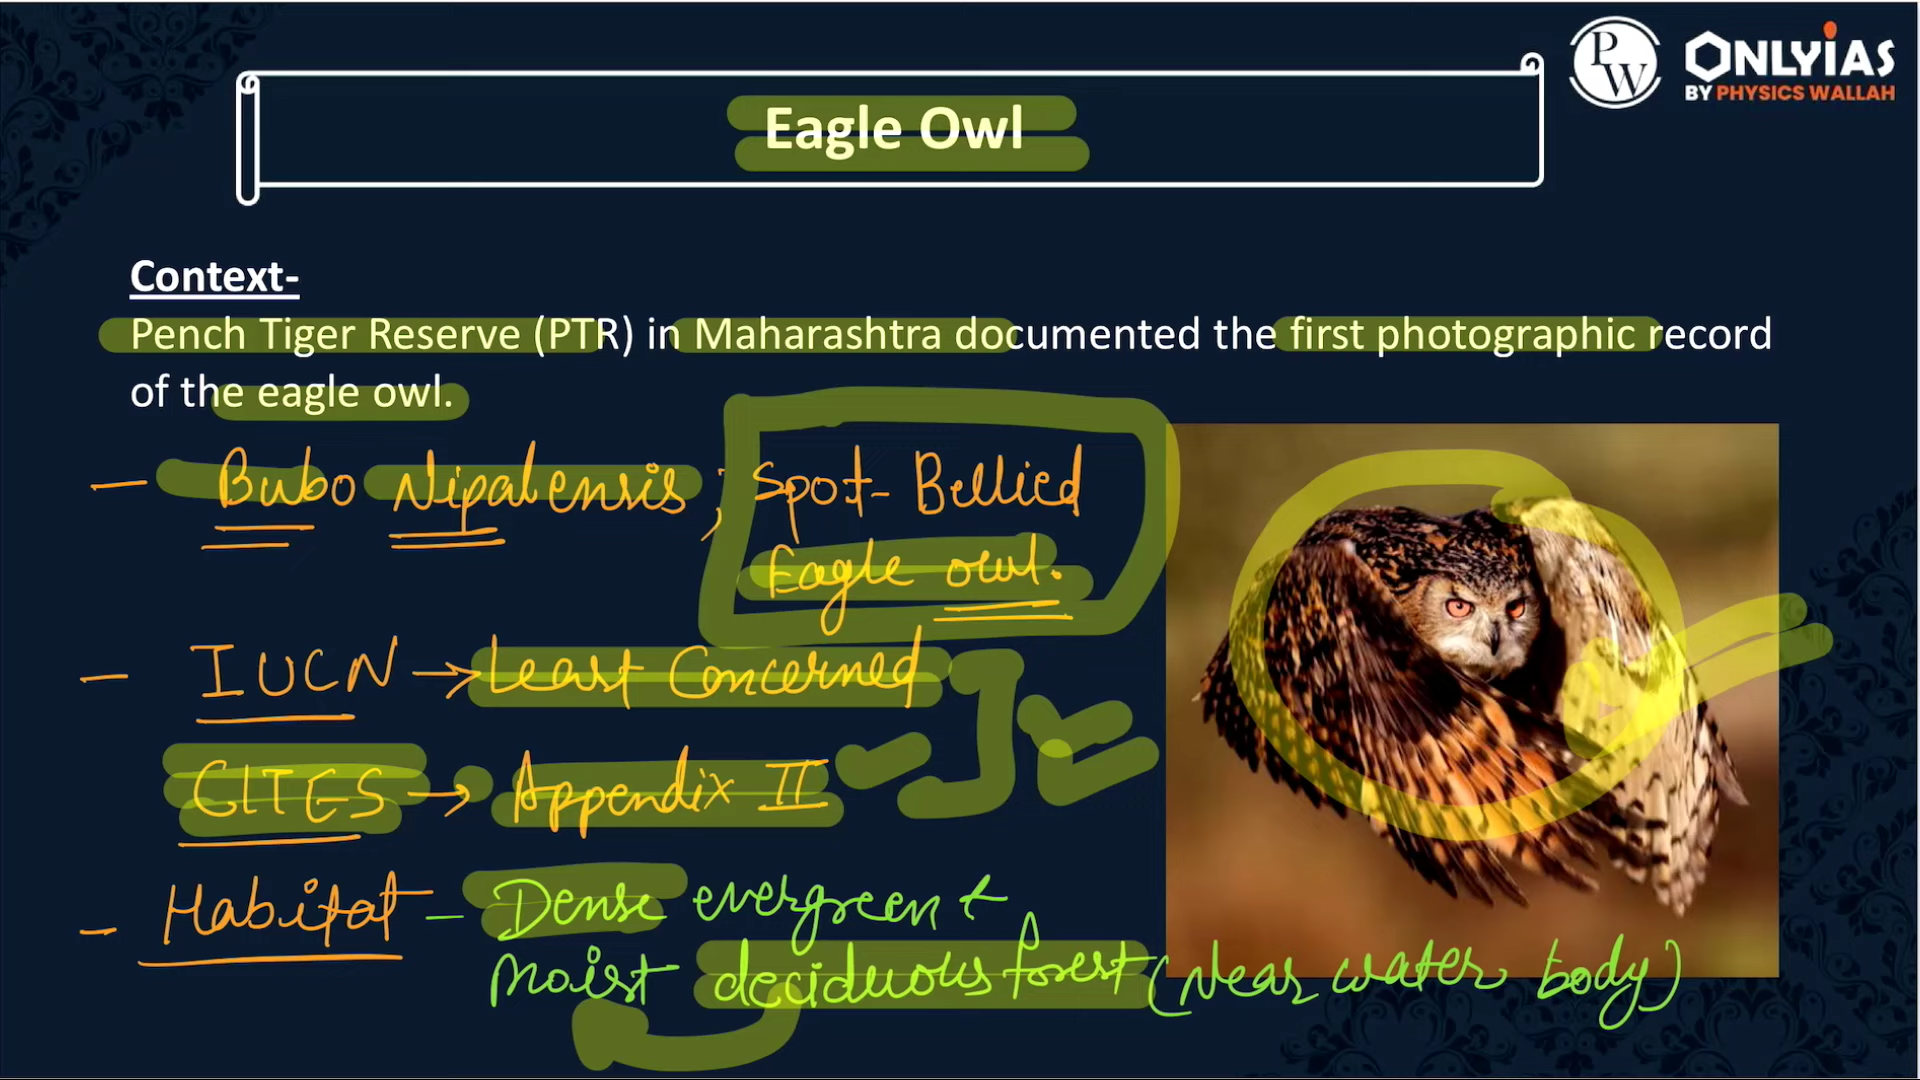 PW ONLYIAS
BY PHYSICS WALLAH
Eagle Owl
Context-
Pench Tiger Reserve (PTR) in Maharashtra documented the first photographic record
of the eagle owl.
- Bubo Nipalensis ; Spot-Bellied
Eagle owl.
- IUCN → Least Concerned
CITES → Appendix II
- Habitat - Dense evergreen +
Moist deciduous forest (Near water body)